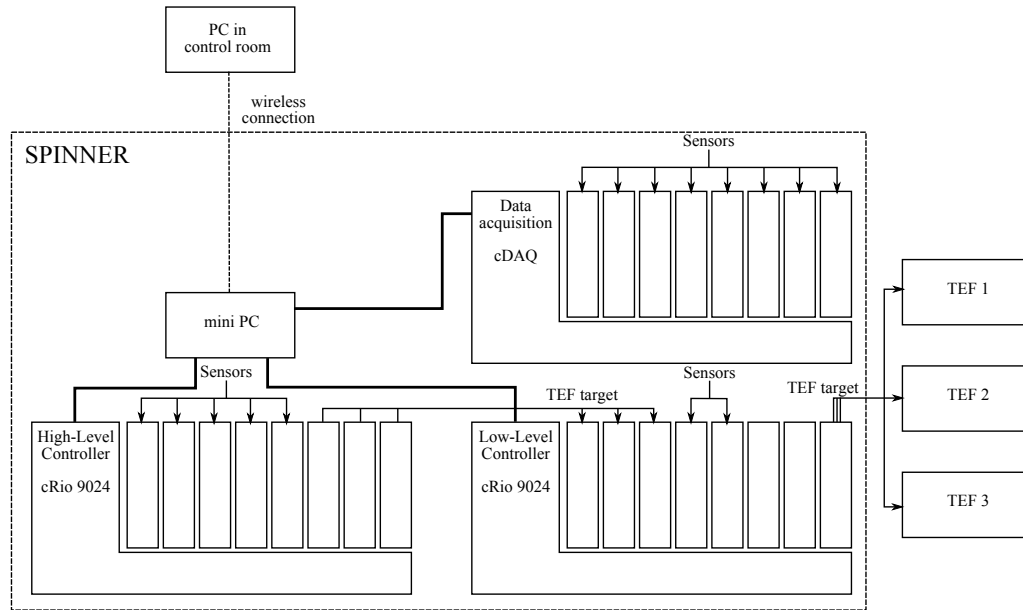 PC in
control room
wireless
connection
SPINNER
Sensors
Data
acquisition
cDAQ
TEF 1
mini PC
Sensors
Sensors
TEF target
TEF target
TEF 2
High-Level
Controller
cRio 9024
Low-Level
Controller
cRio 9024
TEF 3